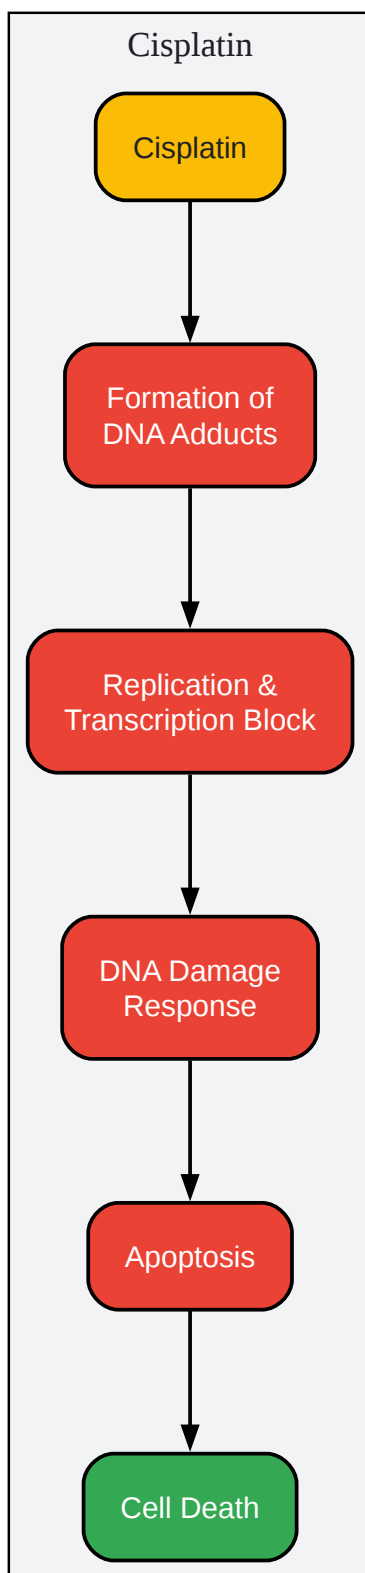 Cisplatin
Cisplatin
Formation of
DNA Adducts
Replication &
Transcription Block
DNA Damage
Response
Apoptosis
Cell Death